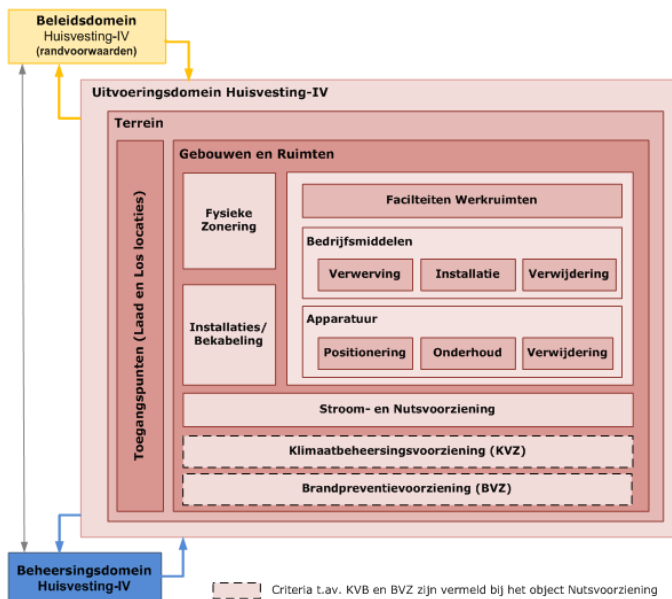 Beleidsdomein
Huisvesting-IV
(randvoorwaarden)
Uitvoeringsdomein Huisvesting-IV
Terrein
Toegangspunten (Laad en Los locaties)
Gebouwen en Ruimten
Fysieke
Zonering
Faciliteiten Werkruimten
Bedrijfsmiddelen
Verwerving
Installatie
Verwijdering
Installaties/
Bekabeling
Apparatuur
Positionering
Onderhoud
Verwijdering
Stroom- en Nutsvoorziening
Klimaatbeheersingsvoorziening (KVZ)
Brandpreventievoorziening (BVZ)
Beheersingsdomein
Huisvesting-IV
Criteria t.av. KVB en BVZ zijn vermeld bij het object Nutsvoorziening